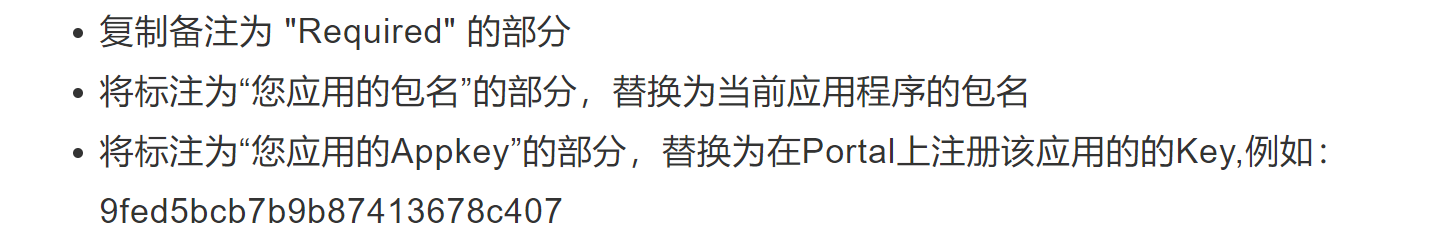 复制备注为 "Required" 的部分
将标注为“您应用的包名”的部分，替换为当前应用程序的包名
将标注为“您应用的Appkey”的部分，替换为在Portal上注册该应用的的Key,例如：
9fed5bcb7b9b87413678c407